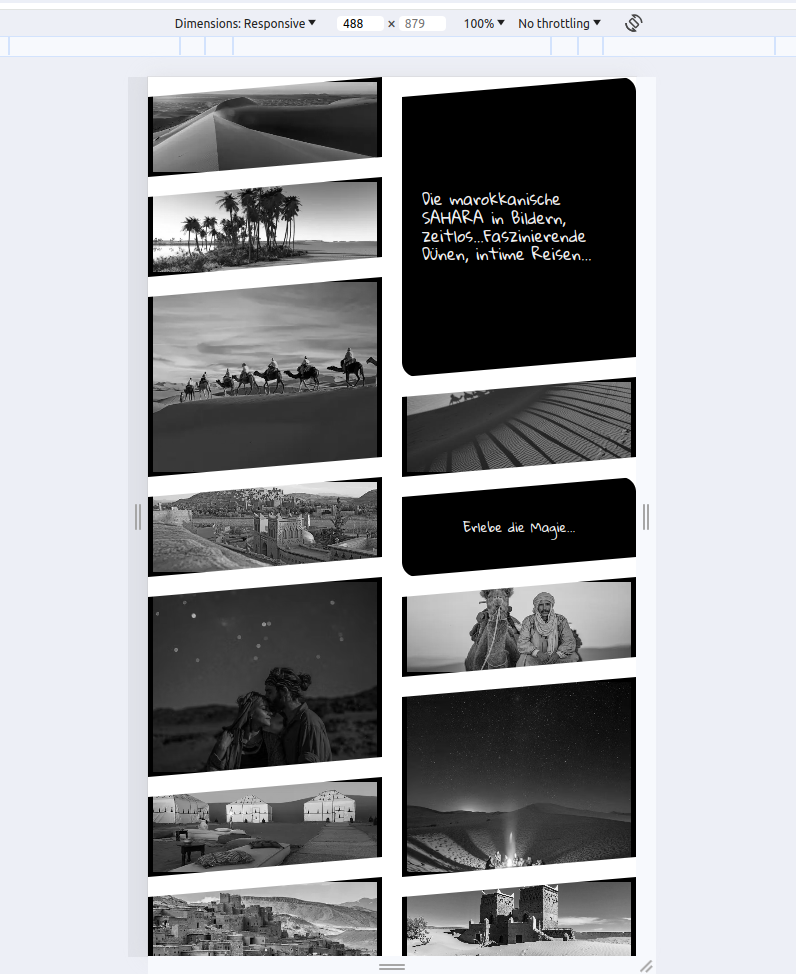 Dimensions: Responsive 488 × 879 100% No throttling
Die marokkanische
SAHARA in Bildern,
zeitlos...Faszinierende
Dünen, intime Reisen...
Erlebe die Magie...